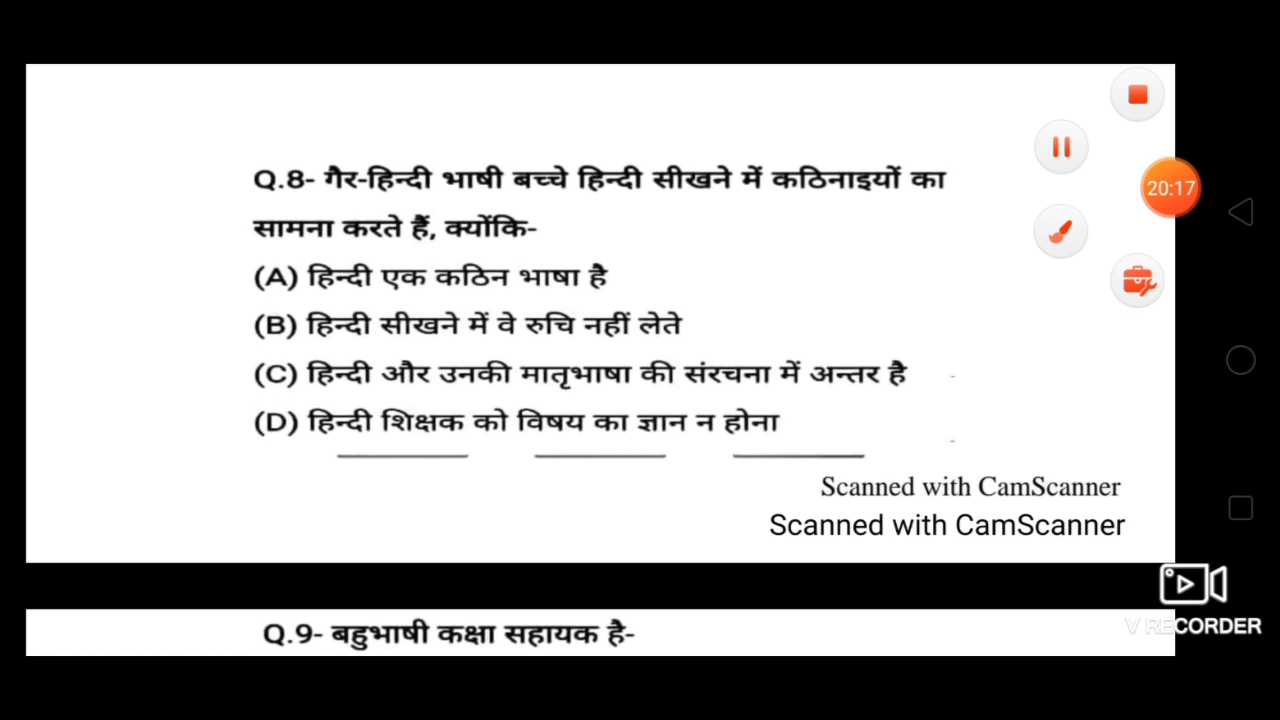 Q.8- गैर-हिन्दी भाषी बच्चे हिन्दी सीखने में कठिनाइयों का
सामना करते हैं, क्योंकि-
(A) हिन्दी एक कठिन भाषा है
(B) हिन्दी सीखने में वे रुचि नहीं लेते
(C) हिन्दी और उनकी मातृभाषा की संरचना में अन्तर है
(D) हिन्दी शिक्षक को विषय का ज्ञान न होना
Scanned with CamScanner
Scanned with CamScanner
Q.9- बहुभाषी कक्षा सहायक है-
20:17
V RECORDER